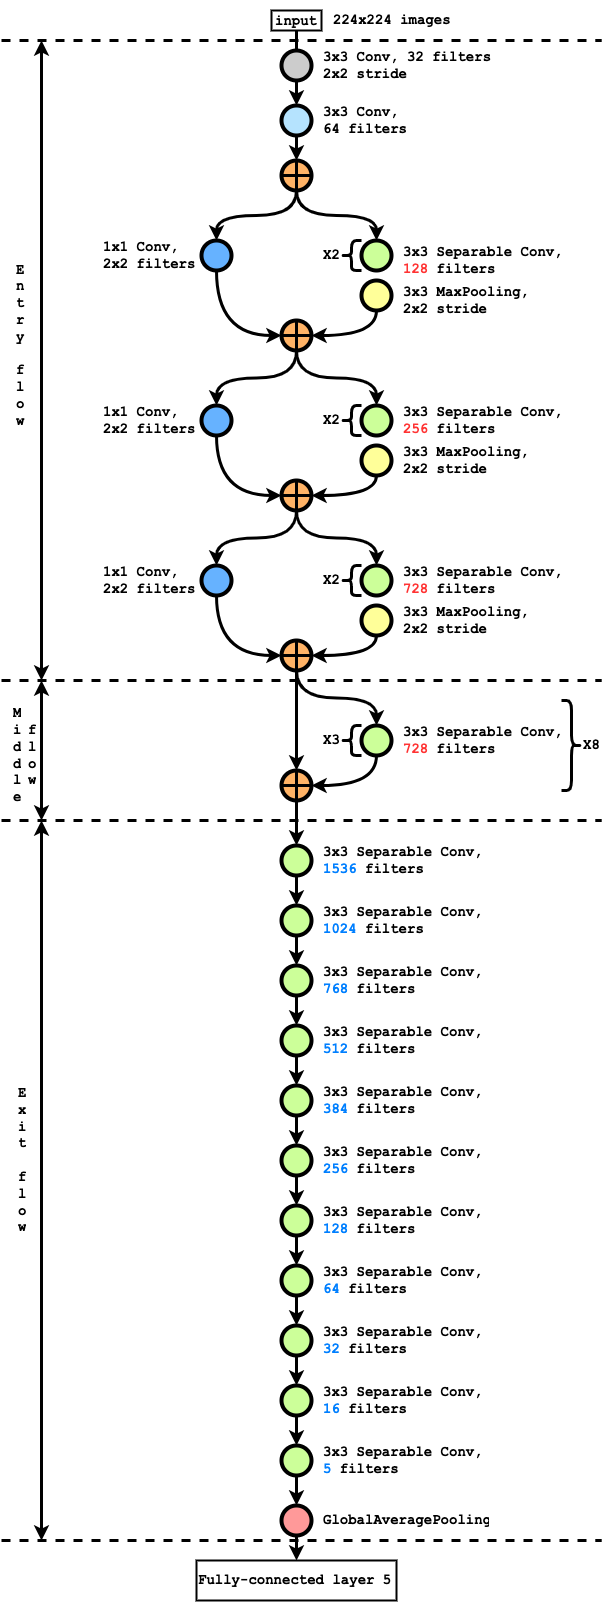 input 224x224 images
3x3 Conv, 32 filters
2x2 stride
3x3 Conv,
64 filters
Entry flow
1x1 Conv,
2x2 filters
X2
3x3 Separable Conv,
128 filters
3x3 MaxPooling,
2x2 stride
1x1 Conv,
2x2 filters
X2
3x3 Separable Conv,
256 filters
3x3 MaxPooling,
2x2 stride
1x1 Conv,
2x2 filters
X2
3x3 Separable Conv,
728 filters
3x3 MaxPooling,
2x2 stride
Middle
flow
X3
3x3 Separable Conv,
728 filters
X8
Exit flow
3x3 Separable Conv,
1536 filters
3x3 Separable Conv,
1024 filters
3x3 Separable Conv,
768 filters
3x3 Separable Conv,
512 filters
3x3 Separable Conv,
384 filters
3x3 Separable Conv,
256 filters
3x3 Separable Conv,
128 filters
3x3 Separable Conv,
64 filters
3x3 Separable Conv,
32 filters
3x3 Separable Conv,
16 filters
3x3 Separable Conv,
5 filters
GlobalAveragePooling
Fully-connected layer 5